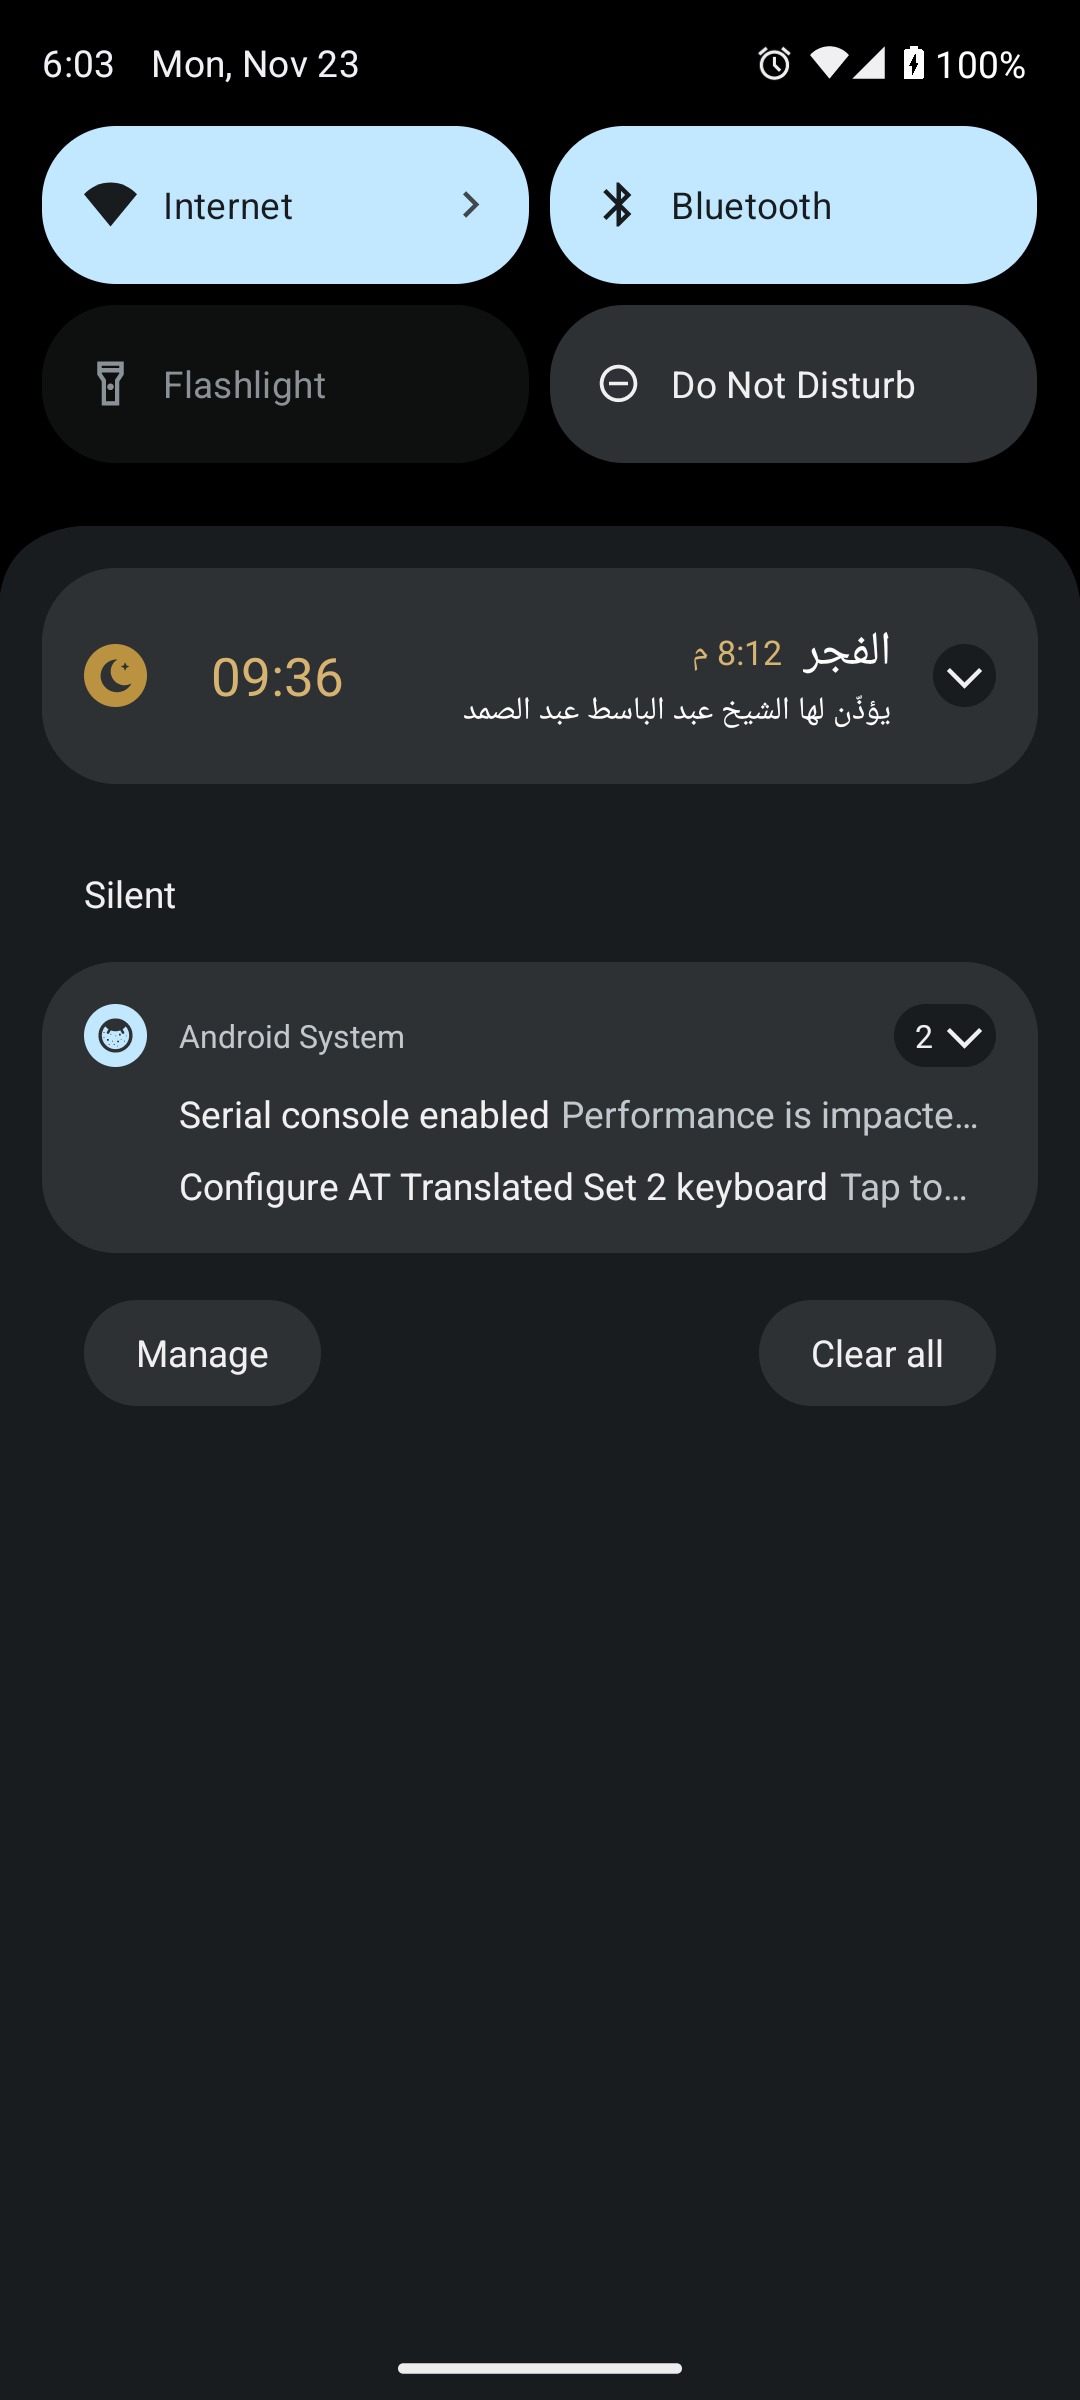 6:03 Mon, Nov 23 100%
Internet
Bluetooth
Flashlight
Do Not Disturb
09:36
الفجر 8:12 م
يؤذّن لها الشيخ عبد الباسط عبد الصمد
Silent
Android System
2
Serial console enabled Performance is impacte…
Configure AT Translated Set 2 keyboard Tap to…
Manage
Clear all